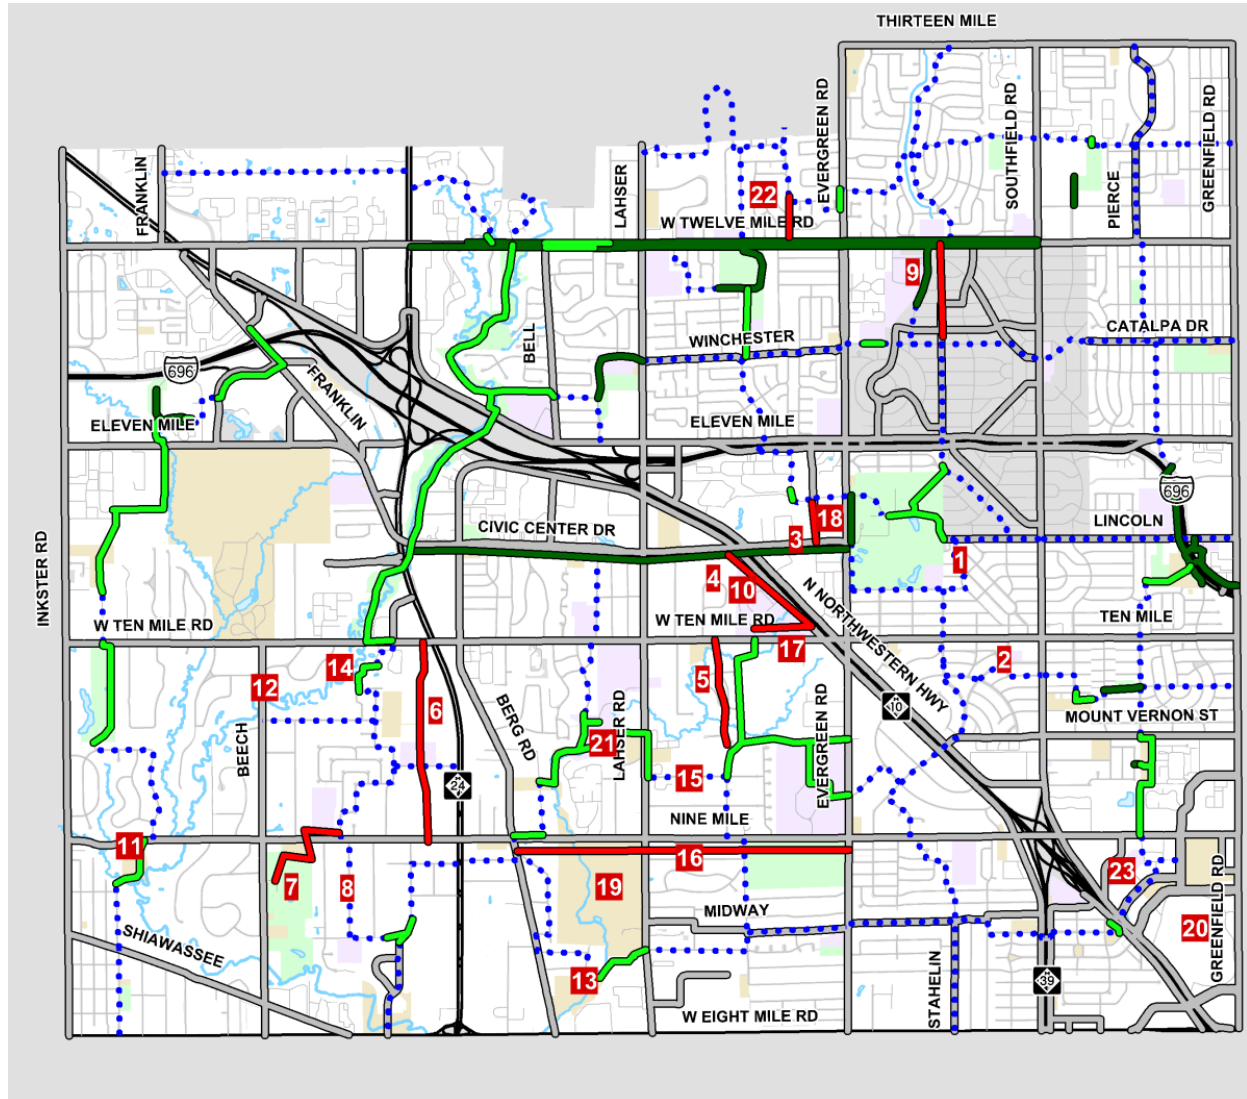 THIRTEEN MILE
FRANKLIN
LAHSER
EVERGREEN RD
SOUTHFIELD RD
PIERCE
GREENFIELD RD
22
W TWELVE MILE RD
9
BELL
WINCHESTER
CATALPA DR
696
FRANKLIN
ELEVEN MILE
ELEVEN MILE
696
CIVIC CENTER DR
18
3
LINCOLN
INKSTER RD
4
10
1
N NORTHWESTERN HWY
W TEN MILE RD
W TEN MILE RD
TEN MILE
17
2
14
12
5
6
BERG RD
10
MOUNT VERNON ST
BEECH
LAHSER RD
21
EVERGREEN RD
15
24
NINE MILE
11
16
7
8
19
23
GREENFIELD RD
MIDWAY
20
SHIAWASSEE
13
STAHELIN
39
W EIGHT MILE RD